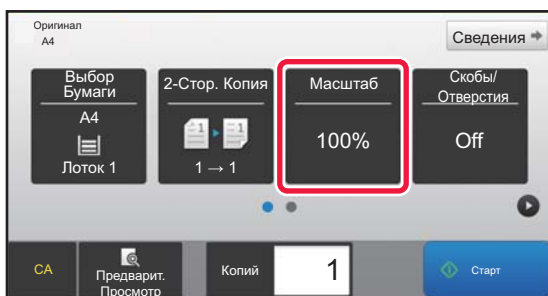 Оригинал
A4
Сведения
Выбор
Бумаги
A4
Лоток 1
2-Стор. Копия
1 → 1
Масштаб
100%
Скобы/
Отверстия
Off
CA
Предварит.
Просмотр
Копий
1
Старт